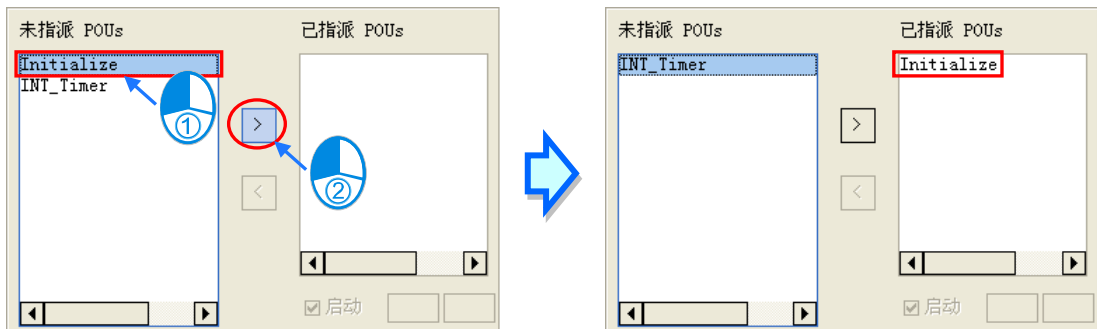 未指派 POUs
已指派 POUs
Initialize
INT_Timer
①
>
②
<
启动
未指派 POUs
已指派 POUs
INT_Timer
Initialize
>
<
启动